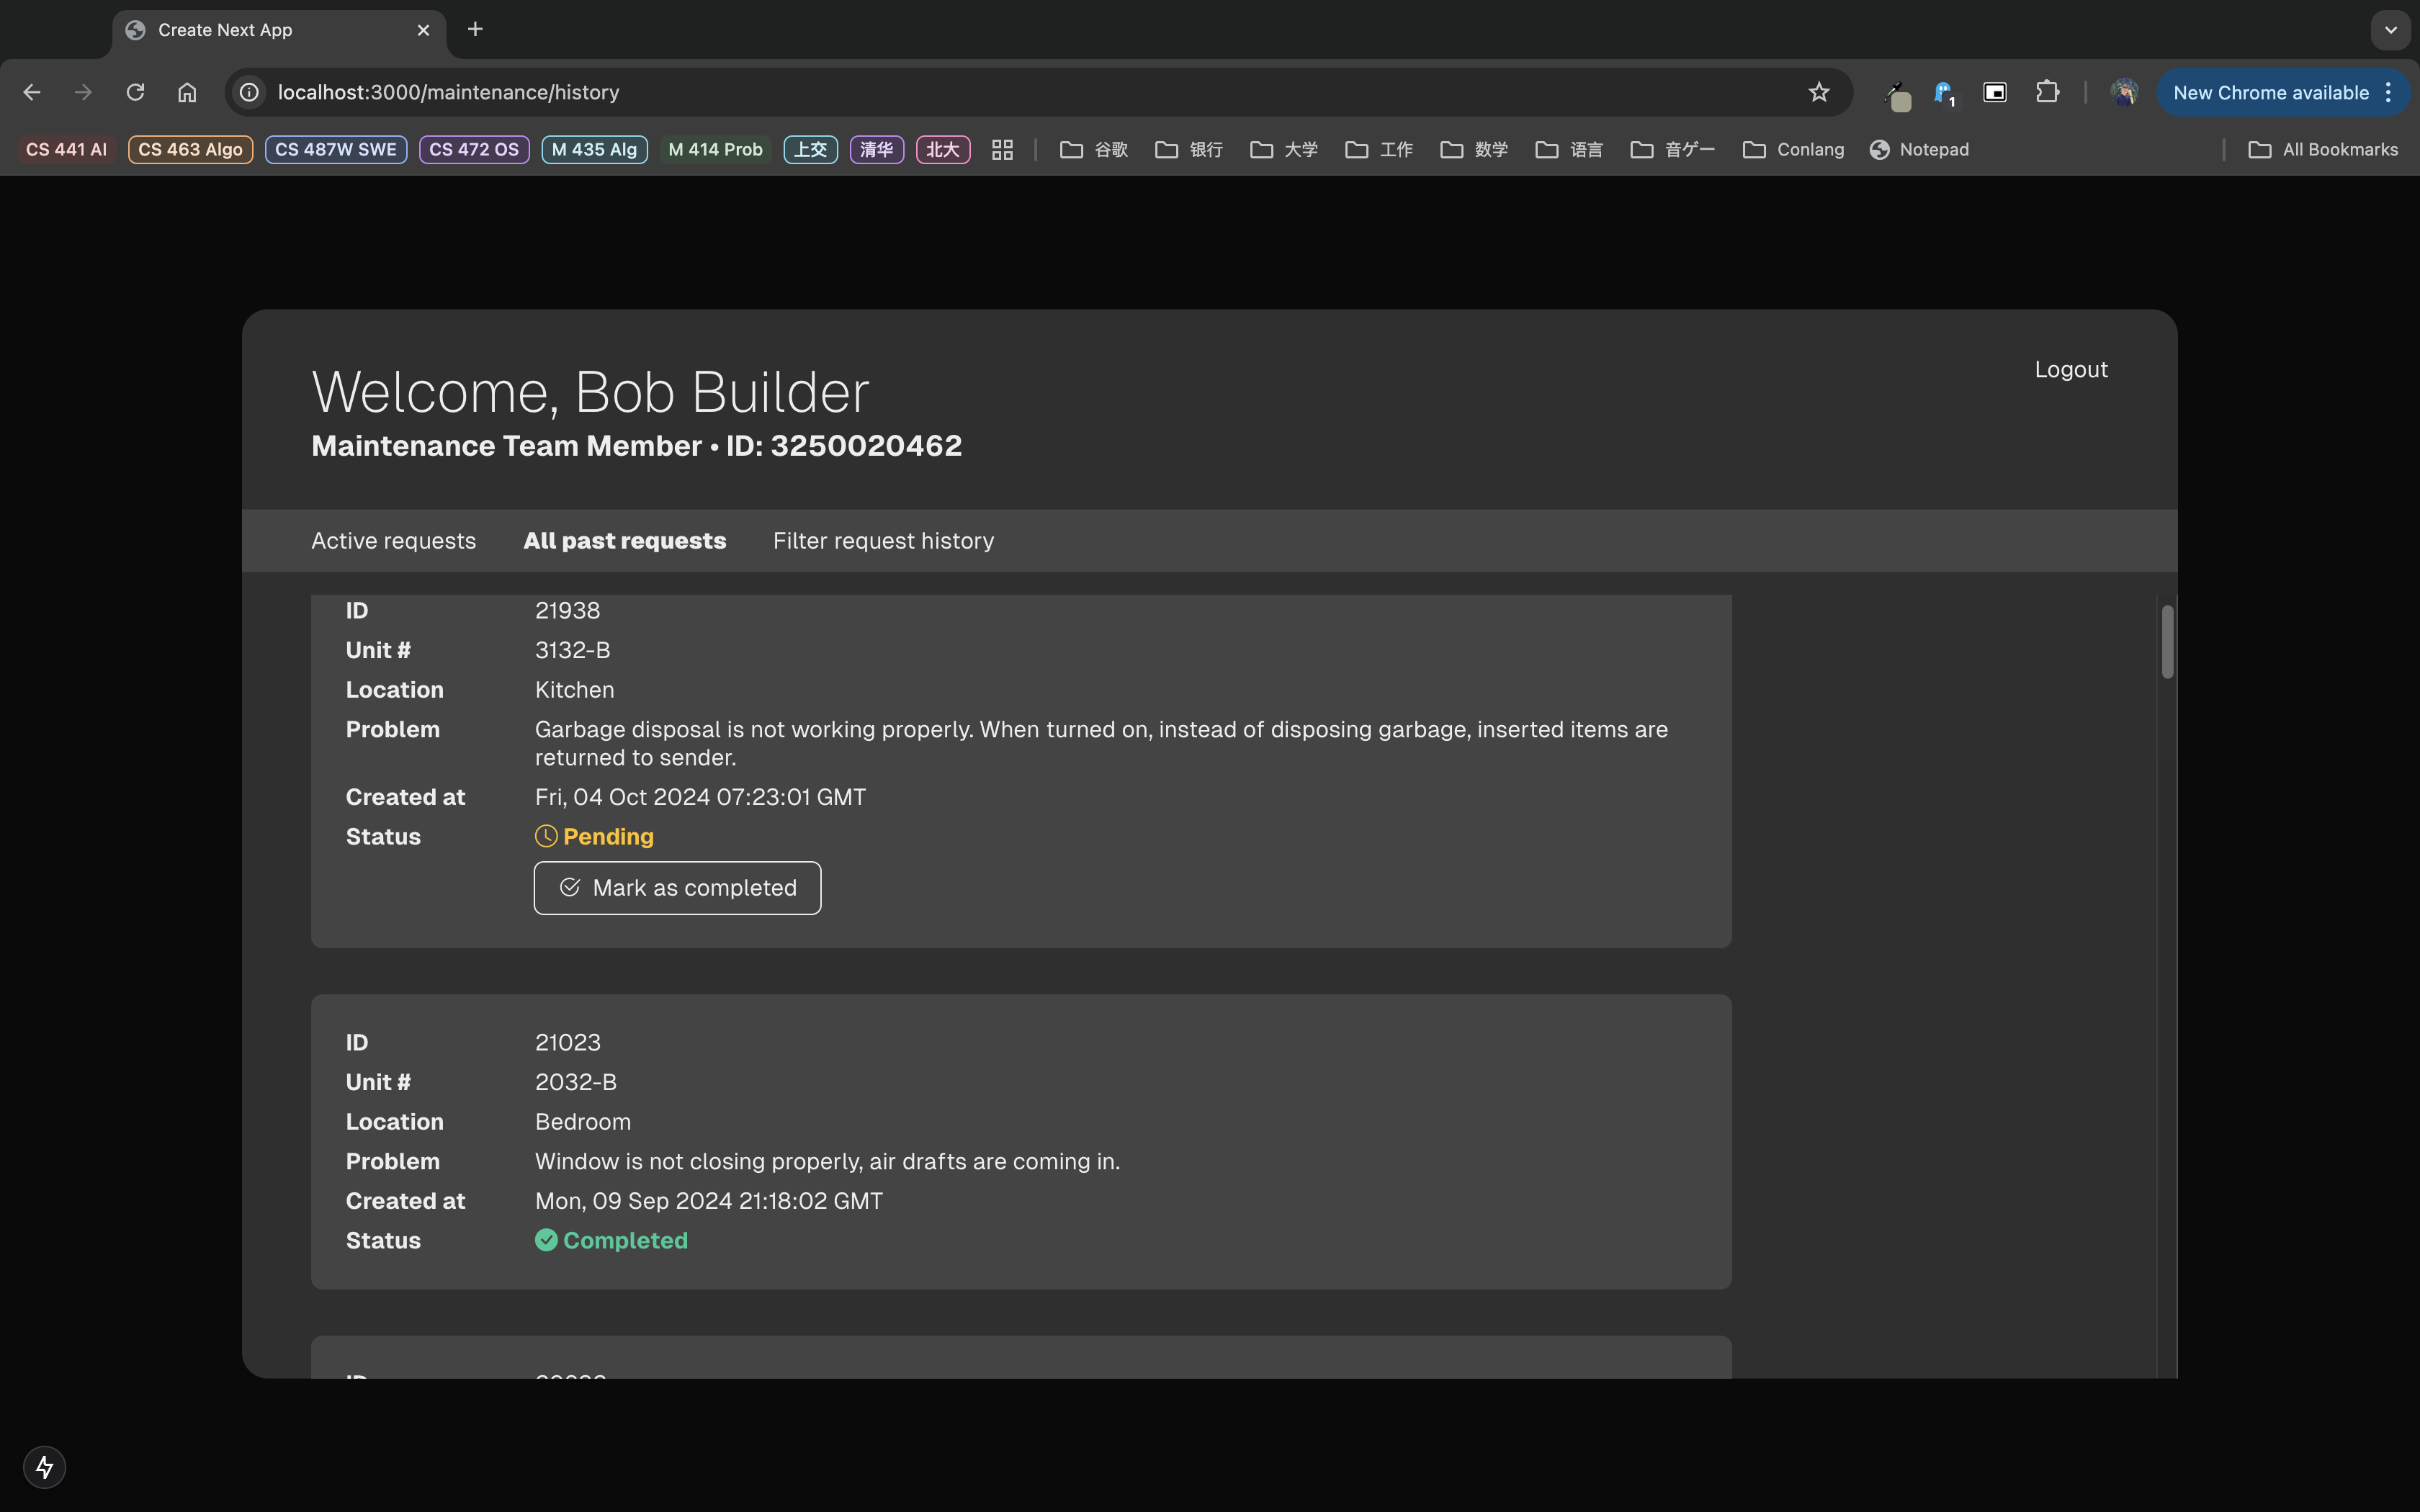 Create Next App
localhost:3000/maintenance/history
1
New Chrome available
CS 441 AI CS 463 Algo CS 487W SWE CS 472 OS M 435 Alg M 414 Prob 上交 清华 北大 谷歌 银行 大学 工作 数学 语言 音ゲー Conlang Notepad All Bookmarks
Welcome, Bob Builder
Logout
Maintenance Team Member • ID: 3250020462
Active requests All past requests Filter request history
ID 21938
Unit # 3132-B
Location Kitchen
Problem Garbage disposal is not working properly. When turned on, instead of disposing garbage, inserted items are
returned to sender.
Created at Fri, 04 Oct 2024 07:23:01 GMT
Status Pending
Mark as completed
ID 21023
Unit # 2032-B
Location Bedroom
Problem Window is not closing properly, air drafts are coming in.
Created at Mon, 09 Sep 2024 21:18:02 GMT
Status Completed
ID